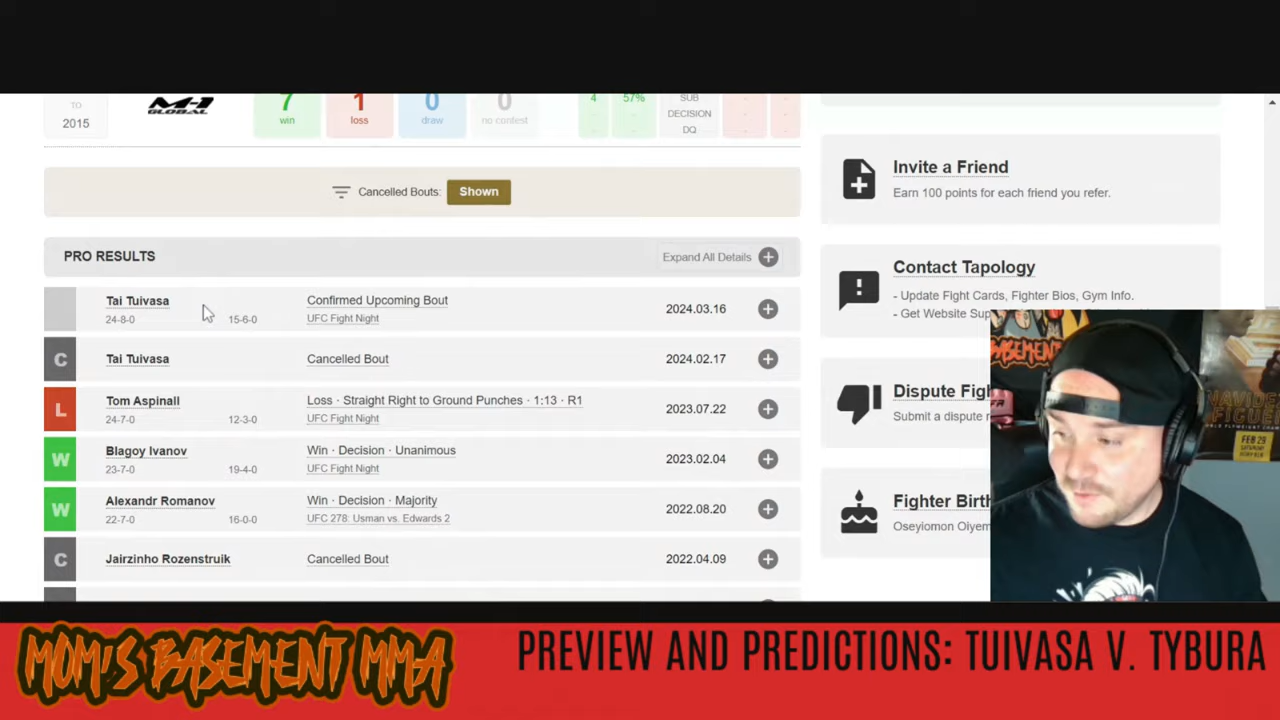 TO
2015
M-1
GLOBAL
7
win
1
loss
0
draw
0
no contest
4
57%
SUB
DECISION
DQ
Cancelled Bouts:
Shown
PRO RESULTS
Expand All Details
Tai Tuivasa
24-8-0
15-6-0
Confirmed Upcoming Bout
UFC Fight Night
2024.03.16
C
Tai Tuivasa
Cancelled Bout
2024.02.17
L
Tom Aspinall
24-7-0
12-3-0
Loss · Straight Right to Ground Punches · 1:13 · R1
UFC Fight Night
2023.07.22
W
Blagoy Ivanov
23-7-0
19-4-0
Win · Decision · Unanimous
UFC Fight Night
2023.02.04
W
Alexandr Romanov
22-7-0
16-0-0
Win · Decision · Majority
UFC 278: Usman vs. Edwards 2
2022.08.20
C
Jairzinho Rozenstruik
Cancelled Bout
2022.04.09
Invite a Friend
Earn 100 points for each friend you refer.
Contact Tapology
- Update Fight Cards, Fighter Bios, Gym Info.
- Get Website Sup
Dispute Figh
Submit a dispute r
Fighter Birth
Oseyiomon Oiyem
BASEMENT
FEB 29
MOM'S BASEMENT MMA
PREVIEW AND PREDICTIONS: TUIVASA V. TYBURA